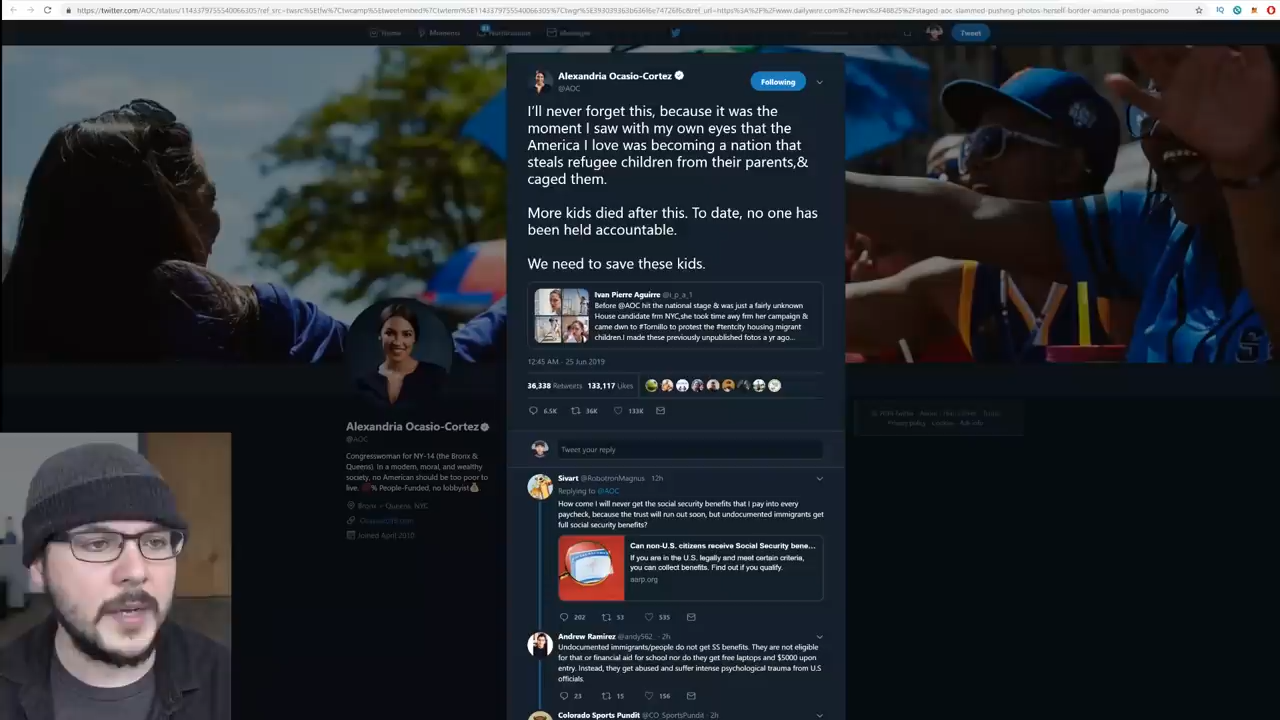 Home
Moments
Notifications
Messages
Tweet
Alexandria Ocasio-Cortez
@AOC
Following
I'll never forget this, because it was the
moment I saw with my own eyes that the
America I love was becoming a nation that
steals refugee children from their parents,&
caged them.
More kids died after this. To date, no one has
been held accountable.
We need to save these kids.
Ivan Pierre Aguirre @i_p_a_1
Before @AOC hit the national stage & was just a fairly unknown
House candidate frm NYC,she took time awy frm her campaign &
came dwn to #Tornillo to protest the #tentcity housing migrant
children.I made these previously unpublished fotos a yr ago...
12:45 AM - 25 Jun 2019
36,338 Retweets 133,117 Likes
6.5K 36K 133K
Tweet your reply
Alexandria Ocasio-Cortez
@AOC
Congresswoman for NY-14 (the Bronx &
Queens). In a modern, moral, and wealthy
society, no American should be too poor to
live. % People-Funded, no lobbyist
Bronx + Queens, NYC
Joined April 2010
Sivart @RobotronMagnus 12h
Replying to @AOC
How come I will never get the social security benefits that I pay into every
paycheck, because the trust will run out soon, but undocumented immigrants get
full social security benefits?
Can non-U.S. citizens receive Social Security bene...
If you are in the U.S. legally and meet certain criteria,
you can collect benefits. Find out if you qualify.
aarp.org
202 53 535
Andrew Ramirez @andy562_ · 2h
Undocumented immigrants/people do not get SS benefits. They are not eligible
for that or financial aid for school nor do they get free laptops and $5000 upon
entry. Instead, they get abused and suffer intense psychological trauma from U.S
officials.
23 15 156
Colorado Sports Pundit @CO_SportsPundit · 2h